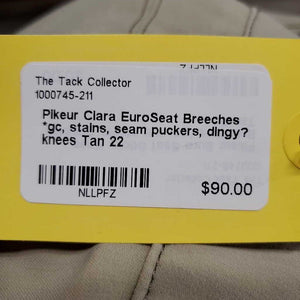 The Tack Collector
1000745-211
Pikeur Clara EuroSeat Breeches
*gc, stains, seam puckers, dingy?
knees Tan 22
NLLPFZ
$90.00